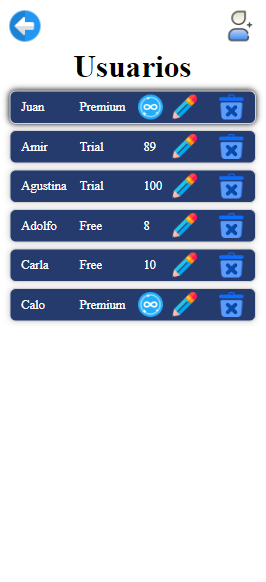 Usuarios
Juan Premium
Amir Trial 89
Agustina Trial 100
Adolfo Free 8
Carla Free 10
Calo Premium